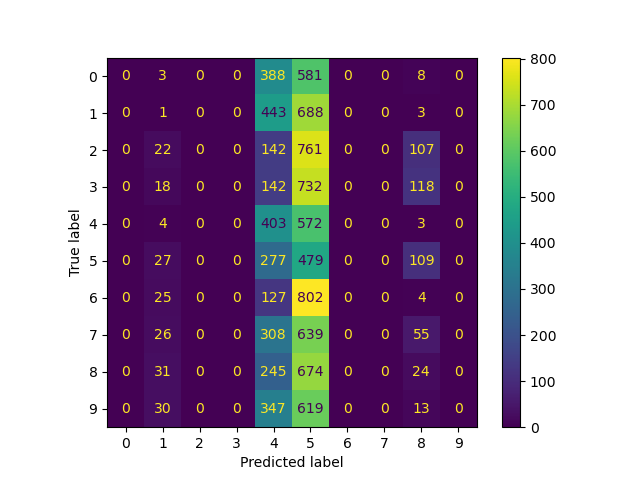 0 0 3 0 0 388 581 0 0 8 0
1 0 1 0 0 443 688 0 0 3 0
2 0 22 0 0 142 761 0 0 107 0
3 0 18 0 0 142 732 0 0 118 0
4 0 4 0 0 403 572 0 0 3 0
5 0 27 0 0 277 479 0 0 109 0
6 0 25 0 0 127 802 0 0 4 0
7 0 26 0 0 308 639 0 0 55 0
8 0 31 0 0 245 674 0 0 24 0
9 0 30 0 0 347 619 0 0 13 0
0 1 2 3 4 5 6 7 8 9
Predicted label
True label
800
700
600
500
400
300
200
100
0